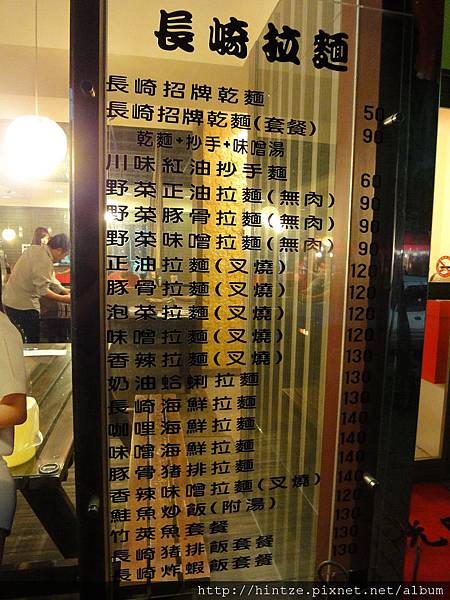 長崎拉麵
長崎招牌乾麵 50
長崎招牌乾麵(套餐) 90
乾麵+抄手+味噌湯
川味紅油抄手麵 60
野菜正油拉麵(無肉) 90
野菜豚骨拉麵(無肉) 90
野菜味噌拉麵(無肉) 90
正油拉麵(叉燒) 120
豚骨拉麵(叉燒) 120
泡菜拉麵(叉燒) 120
味噌拉麵(叉燒) 120
香辣拉麵(叉燒) 130
奶油蛤蜊拉麵 130
長崎海鮮拉麵 130
咖哩海鮮拉麵 140
味噌海鮮拉麵 140
豚骨豬排拉麵 140
香辣味噌拉麵(叉燒) 130
鮭魚炒飯(附湯) 120
竹莢魚套餐 130
長崎豬排飯套餐 130
長崎炸蝦飯套餐 130
http://hintze.pixnet.net/album